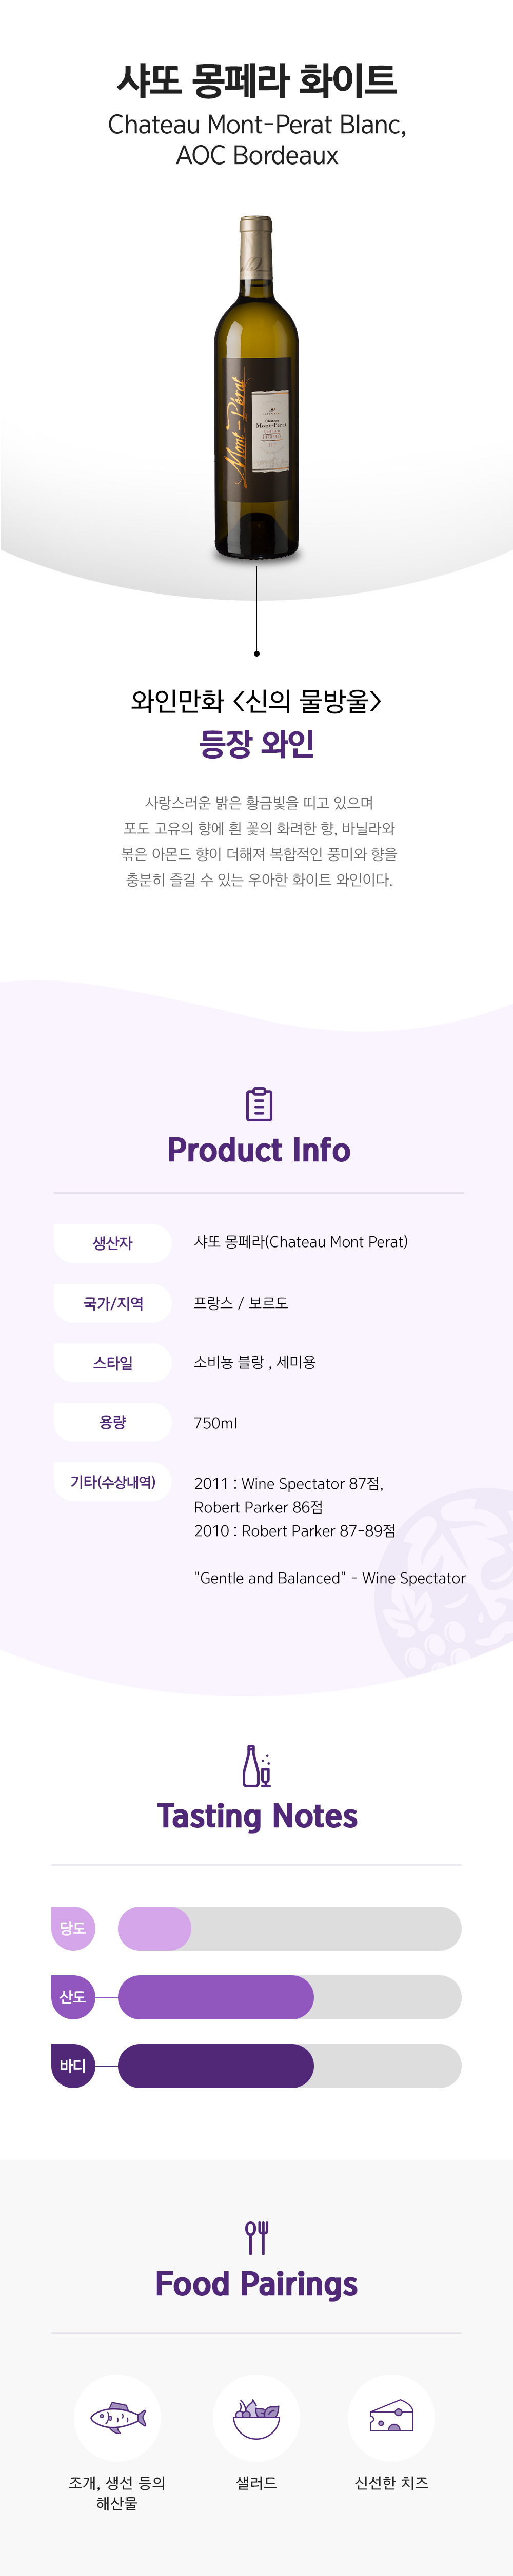 샤또 몽페라 화이트
Chateau Mont-Perat Blanc,
AOC Bordeaux
Mont-Pérat
Mont-Pérat
와인만화 <신의 물방울>
등장 와인
사랑스러운 밝은 황금빛을 띠고 있으며
포도 고유의 향에 흰 꽃의 화려한 향, 바닐라와
볶은 아몬드 향이 더해져 복합적인 풍미와 향을
충분히 즐길 수 있는 우아한 화이트 와인이다.
Product Info
생산자
샤또 몽페라(Chateau Mont Perat)
국가/지역
프랑스 / 보르도
스타일
소비뇽 블랑 , 세미용
용량
750ml
기타(수상내역)
2011 : Wine Spectator 87점,
Robert Parker 86점
2010 : Robert Parker 87-89점
"Gentle and Balanced" - Wine Spectator
Tasting Notes
당도
산도
바디
Food Pairings
조개, 생선 등의
해산물
샐러드
신선한 치즈